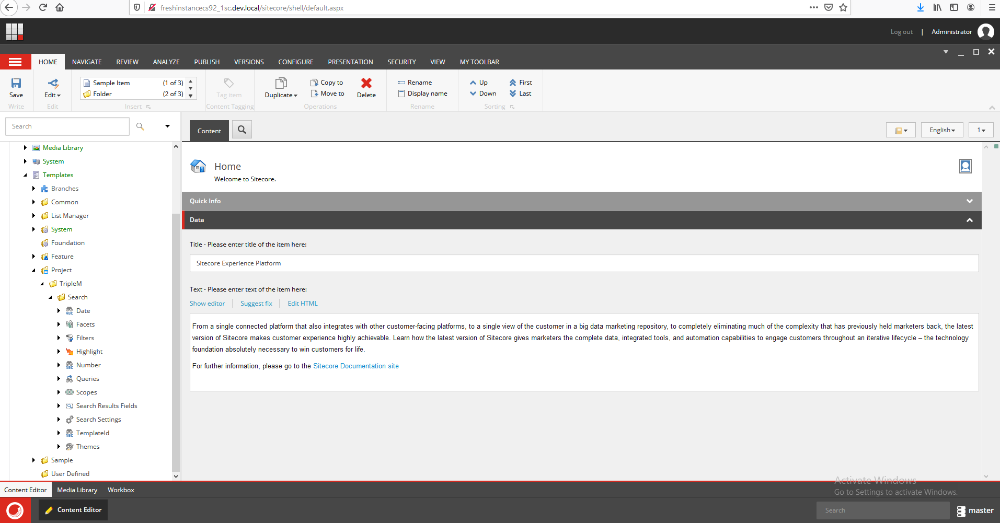 freshinstancecs92_1sc.dev.local/sitecore/shell/default.aspx
Log out | Administrator
HOME NAVIGATE REVIEW ANALYZE PUBLISH VERSIONS CONFIGURE PRESENTATION SECURITY VIEW MY TOOLBAR
Save
Write
Edit
Edit
Sample Item (1 of 3)
Folder (2 of 3)
Insert
Tag item
Content Tagging
Duplicate
Copy to
Move to
Delete
Operations
Rename
Display name
Rename
Up First
Down Last
Sorting
Search
Content
English
1
Media Library
System
Templates
Branches
Common
List Manager
System
Foundation
Feature
Project
TripleM
Search
Date
Facets
Filters
Highlight
Number
Queries
Scopes
Search Results Fields
Search Settings
TemplateId
Themes
Sample
User Defined
Home
Welcome to Sitecore.
Quick Info
Data
Title - Please enter title of the item here:
Sitecore Experience Platform
Text - Please enter text of the item here:
Show editor Suggest fix Edit HTML
From a single connected platform that also integrates with other customer-facing platforms, to a single view of the customer in a big data marketing repository, to completely eliminating much of the complexity that has previously held marketers back, the latest
version of Sitecore makes customer experience highly achievable. Learn how the latest version of Sitecore gives marketers the complete data, integrated tools, and automation capabilities to engage customers throughout an iterative lifecycle – the technology
foundation absolutely necessary to win customers for life.
For further information, please go to the Sitecore Documentation site
Activate Windows
Go to Settings to activate Windows.
Content Editor Media Library Workbox
Content Editor
Search
master